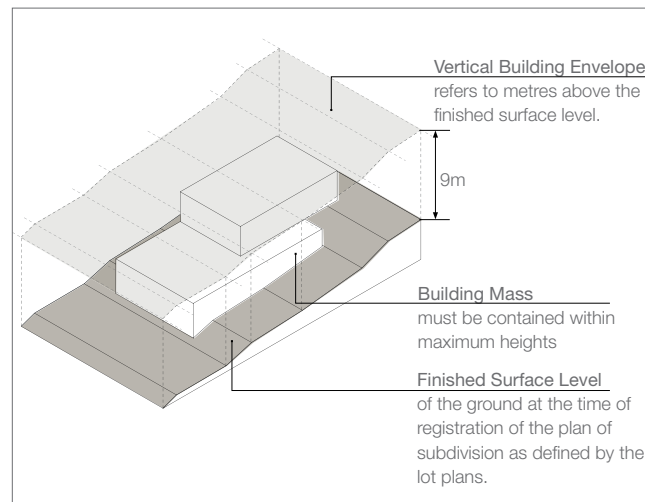 Vertical Building Envelope
refers to metres above the
finished surface level.
9m
Building Mass
must be contained within
maximum heights
Finished Surface Level
of the ground at the time of
registration of the plan of
subdivision as defined by the
lot plans.